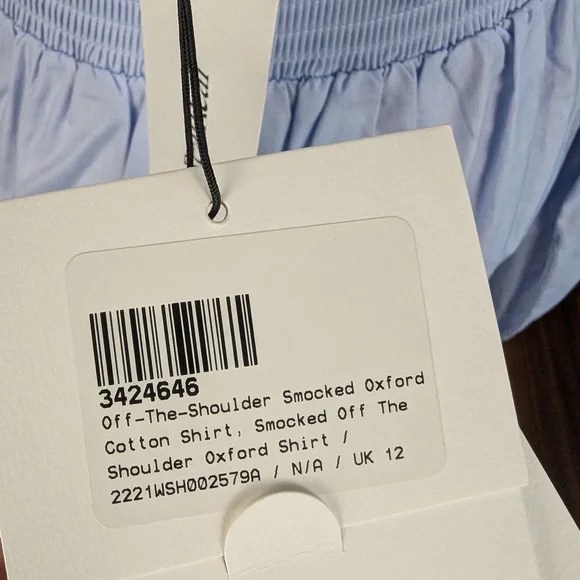 3424646
Off-The-Shoulder Smocked Oxford
Cotton Shirt, Smocked Off The
Shoulder Oxford Shirt /
2221WSH002579A / N/A / UK 12